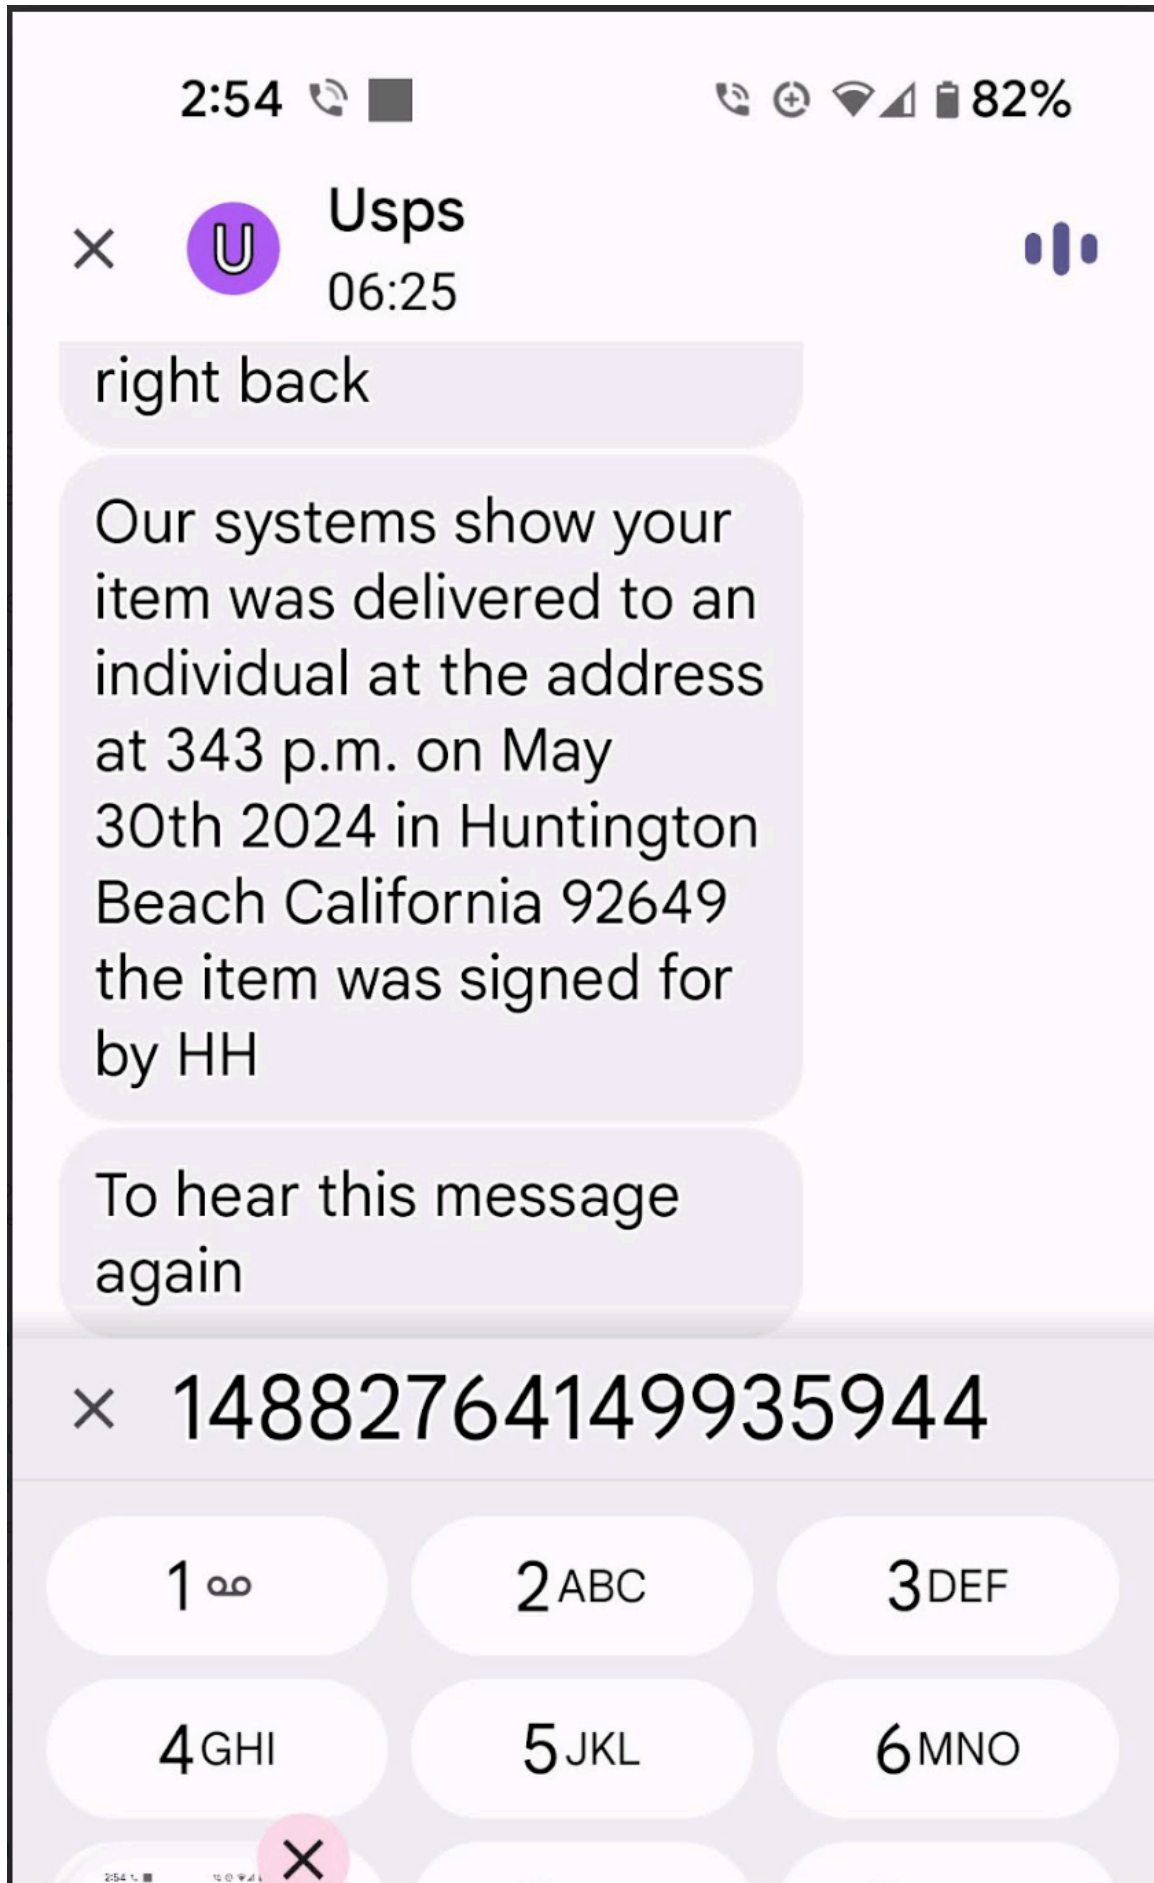 2:54 82%
U Usps
06:25
right back
Our systems show your
item was delivered to an
individual at the address
at 343 p.m. on May
30th 2024 in Huntington
Beach California 92649
the item was signed for
by HH
To hear this message
again
14882764149935944
1 2 ABC 3 DEF
4 GHI 5 JKL 6 MNO
2:54